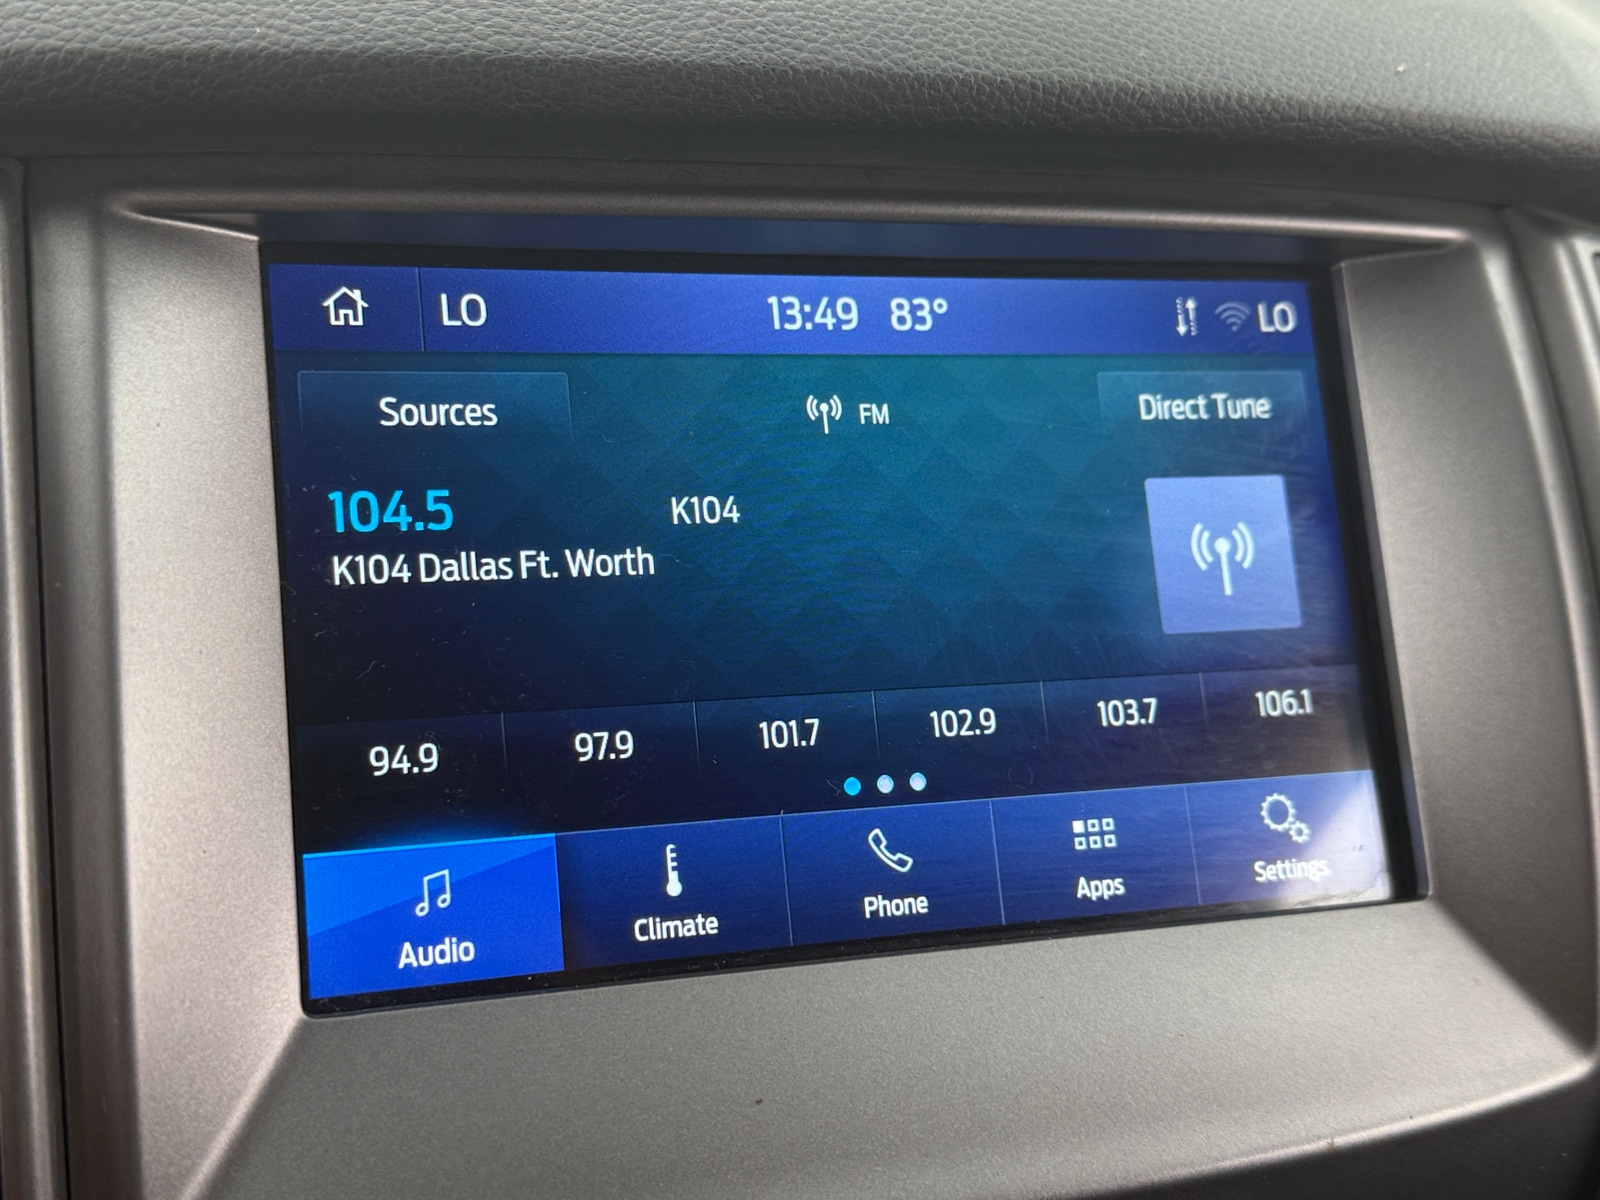 LO 13:49 83° LO
Sources FM Direct Tune
104.5 K104
K104 Dallas Ft. Worth
94.9 97.9 101.7 102.9 103.7 106.1
Audio Climate Phone Apps Settings